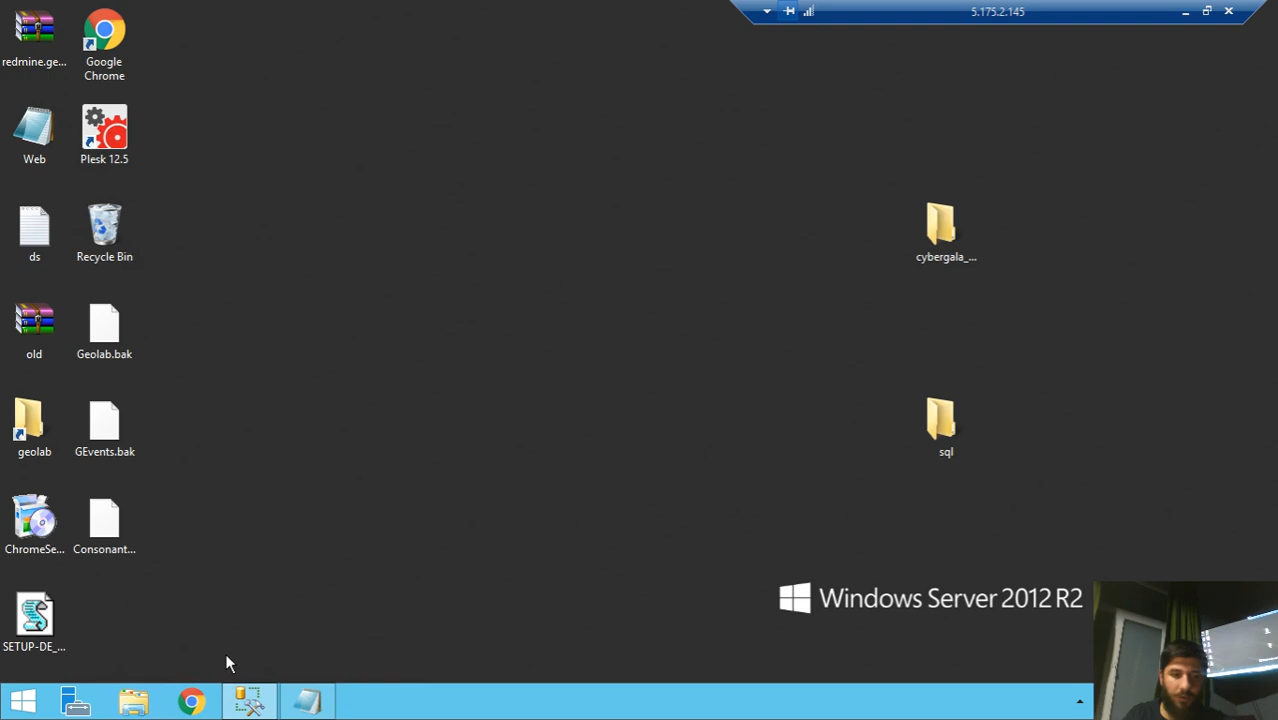 5.175.2.145
redmine.ge...
Google
Chrome
Web
Plesk 12.5
ds
Recycle Bin
old
Geolab.bak
geolab
GEvents.bak
ChromeSe...
Consonant...
SETUP-DE_...
cybergala_...
sql
Windows Server 2012 R2